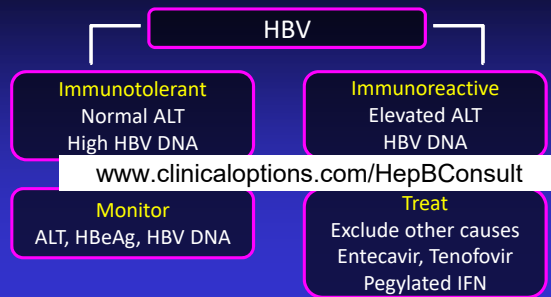 HBV
Immunotolerant
Normal ALT
High HBV DNA
Immunoreactive
Elevated ALT
HBV DNA
www.clinicaloptions.com/HepBConsult
Monitor
ALT, HBeAg, HBV DNA
Treat
Exclude other causes
Entecavir, Tenofovir
Pegylated IFN